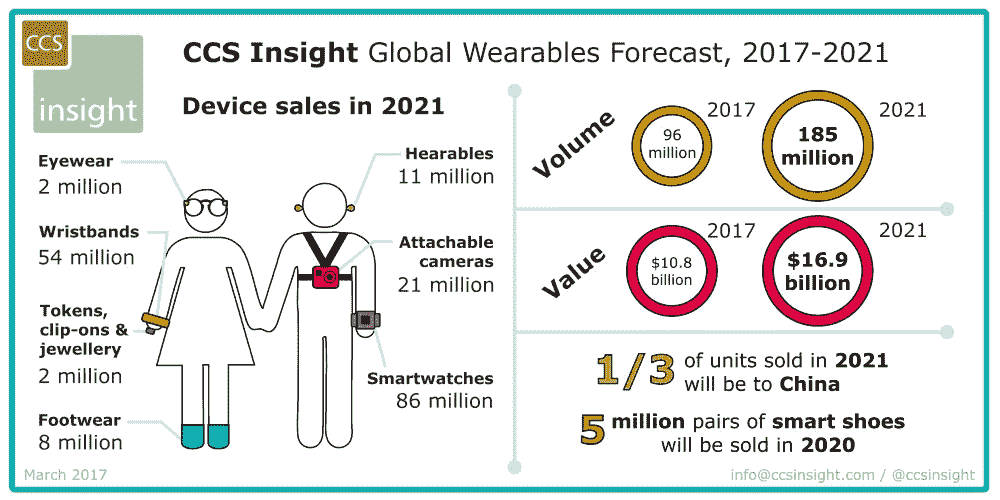 CCS
insight
CCS Insight Global Wearables Forecast, 2017-2021
Device sales in 2021
Eyewear
2 million
Wristbands
54 million
Tokens,
clip-ons &
jewellery
2 million
Footwear
8 million
Hearables
11 million
Attachable
cameras
21 million
Smartwatches
86 million
Volume
2017
96
million
2021
185
million
Value
2017
$10.8
billion
2021
$16.9
billion
1/3 of units sold in 2021
will be to China
5 million pairs of smart shoes
will be sold in 2020
March 2017
info@ccsinsight.com / @ccsinsight